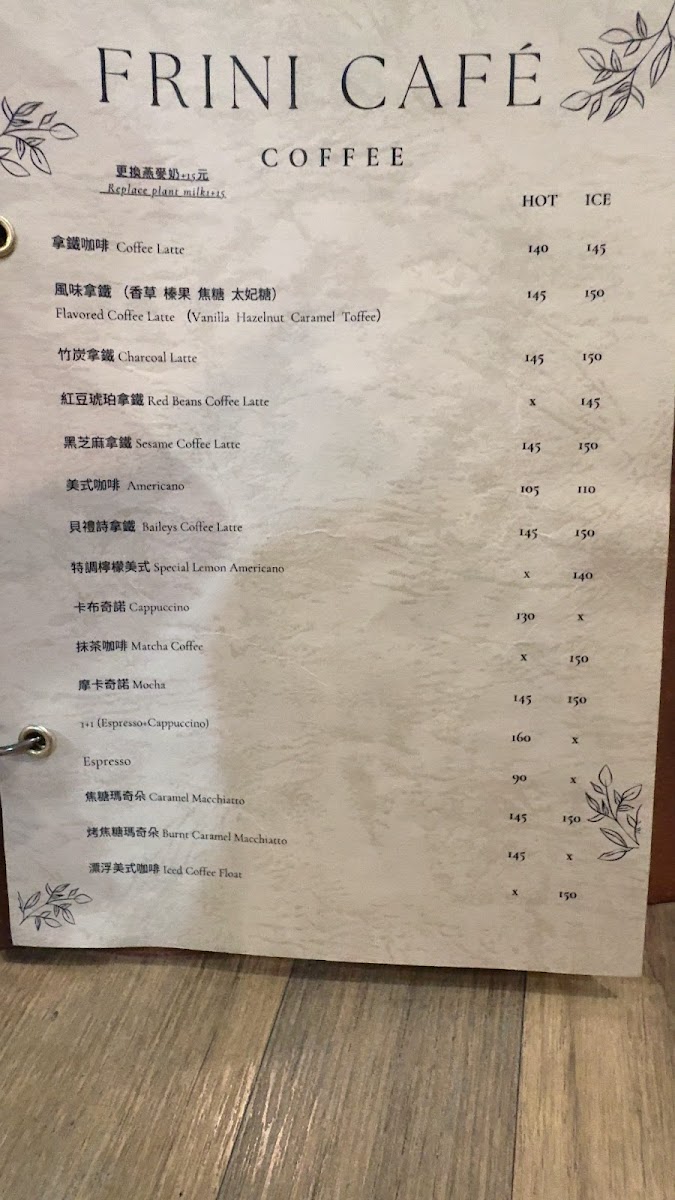 FRINI CAFÉ
COFFEE
更換燕麥奶+15元
Replace plant milk1+15
HOT ICE
拿鐵咖啡 Coffee Latte 140 145
風味拿鐵 （香草 榛果 焦糖 太妃糖） 145 150
Flavored Coffee Latte （Vanilla Hazelnut Caramel Toffee）
竹炭拿鐵 Charcoal Latte 145 150
紅豆琥珀拿鐵 Red Beans Coffee Latte x 145
黑芝麻拿鐵 Sesame Coffee Latte 145 150
美式咖啡 Americano 105 110
貝禮詩拿鐵 Baileys Coffee Latte 145 150
特調檸檬美式 Special Lemon Americano x 140
卡布奇諾 Cappuccino 130 x
抹茶咖啡 Matcha Coffee x 150
摩卡奇諾 Mocha 145 150
1+1 (Espresso+Cappuccino) 160 x
Espresso 90 x
焦糖瑪奇朵 Caramel Macchiatto 145 150
烤焦糖瑪奇朵 Burnt Caramel Macchiatto 145 x
漂浮美式咖啡 Iced Coffee Float x 150